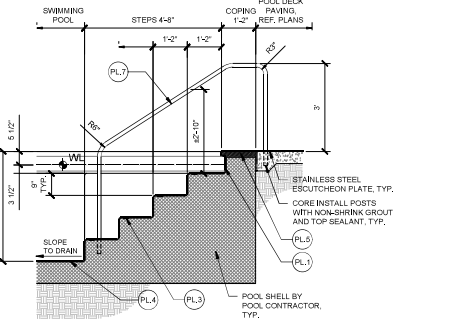 SWIMMING
POOL
STEPS 4'-8"
COPING
1'-2"
POOL DECK
PAVING,
REF. PLANS
1'-2"
1'-2"
R3"
PL.7
3'
R6"
±2'-10"
5 1/2"
WL
3 1/2"
9"
TYP.
STAINLESS STEEL
ESCUTCHEON PLATE, TYP.
CORE INSTALL POSTS
WITH NON-SHRINK GROUT
AND TOP SEALANT, TYP.
PL.5
SLOPE
TO DRAIN
PL.1
PL.4
PL.3
POOL SHELL BY
POOL CONTRACTOR,
TYP.